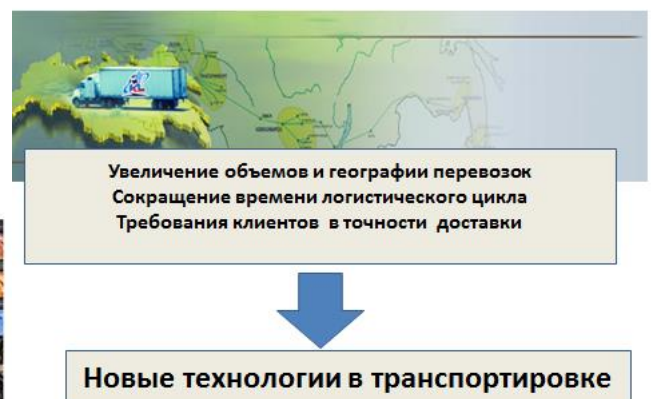 Увеличение объемов и географии перевозок
Сокращение времени логистического цикла
Требования клиентов в точности доставки
Новые технологии в транспортировке